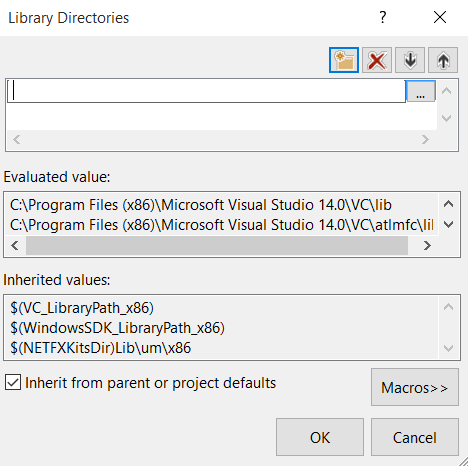 Library Directories
?
...
Evaluated value:
C:\Program Files (x86)\Microsoft Visual Studio 14.0\VC\lib
C:\Program Files (x86)\Microsoft Visual Studio 14.0\VC\atlmfc\lil
Inherited values:
$(VC_LibraryPath_x86)
$(WindowsSDK_LibraryPath_x86)
$(NETFXKitsDir)Lib\um\x86
Inherit from parent or project defaults
Macros>>
OK Cancel